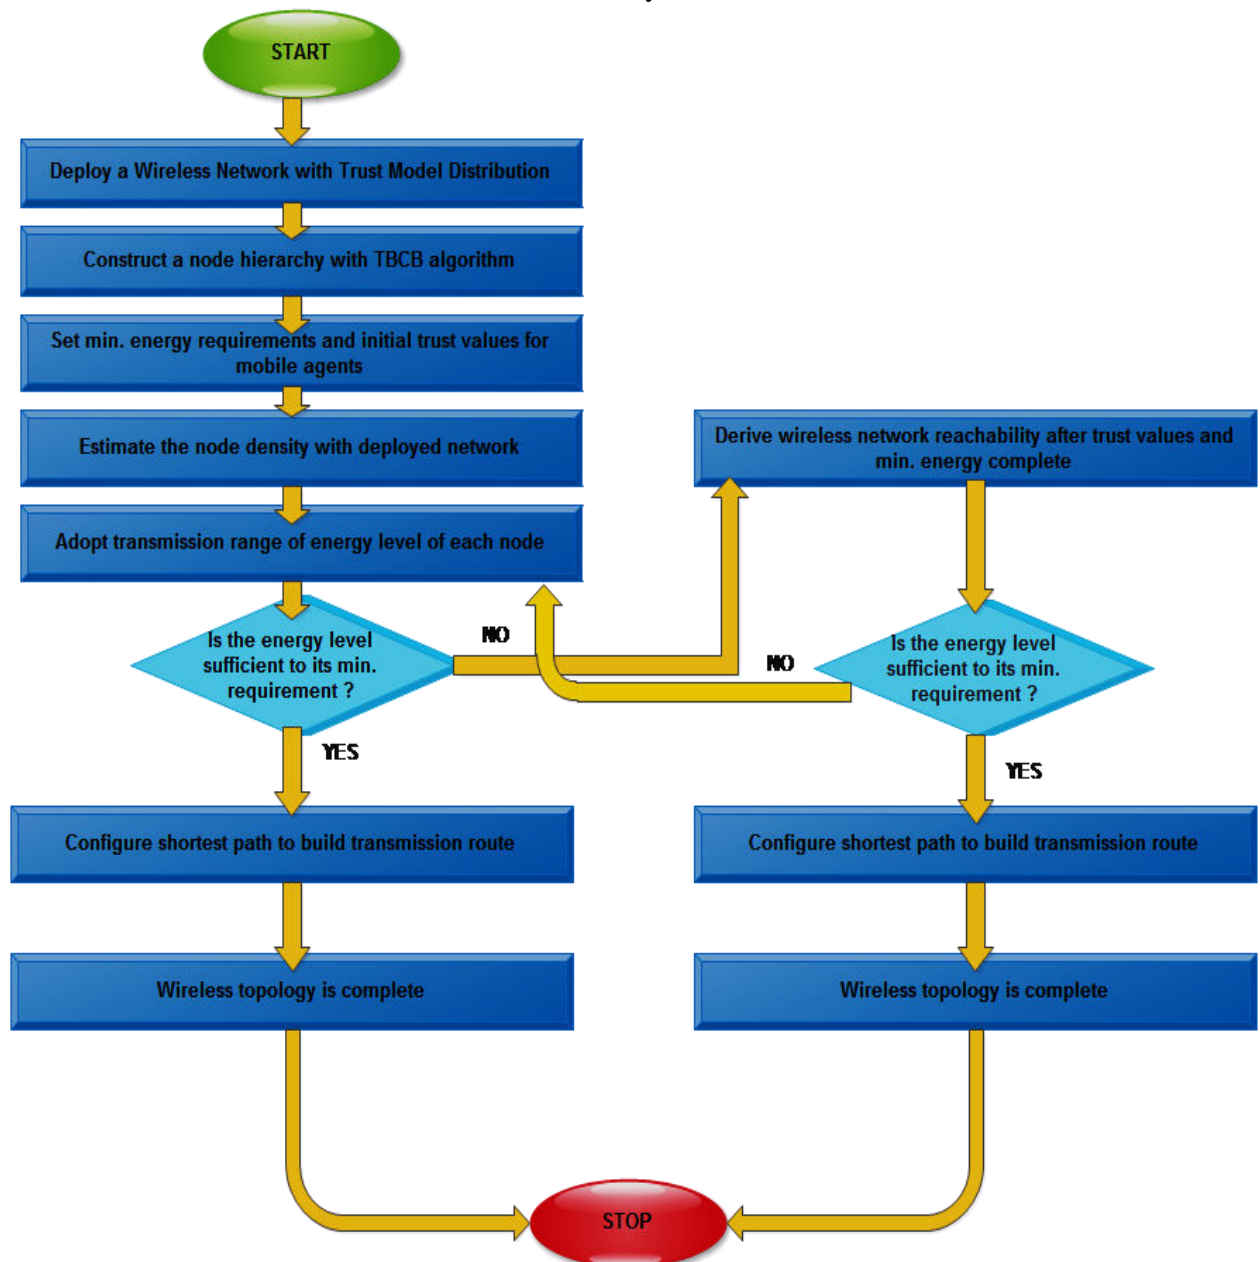 START
Deploy a Wireless Network with Trust Model Distribution
Construct a node hierarchy with TBCB algorithm
Set min. energy requirements and initial trust values for
mobile agents
Estimate the node density with deployed network
Adopt transmission range of energy level of each node
Is the energy level
sufficient to its min.
requirement ?
NO
YES
Configure shortest path to build transmission route
Wireless topology is complete
Derive wireless network reachability after trust values and
min. energy complete
Is the energy level
sufficient to its min.
requirement ?
NO
YES
Configure shortest path to build transmission route
Wireless topology is complete
STOP